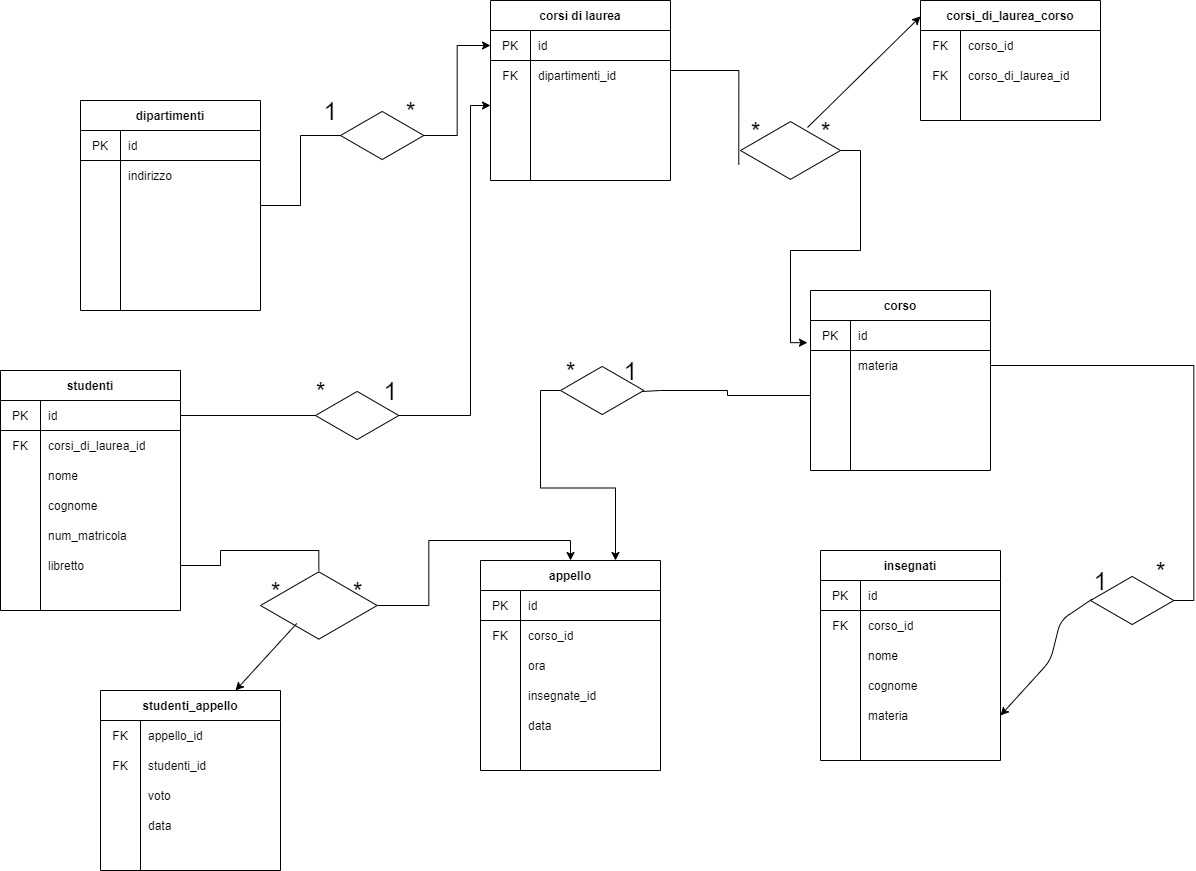 corsi di laurea
PK id
FK dipartimenti_id
corsi_di_laurea_corso
FK corso_id
FK corso_di_laurea_id
dipartimenti
PK id
indirizzo
1 *
* *
corso
PK id
materia
studenti
PK id
FK corsi_di_laurea_id
nome
cognome
num_matricola
libretto
* 1
* 1
* *
appello
PK id
FK corso_id
ora
insegnate_id
data
insegnati
PK id
FK corso_id
nome
cognome
materia
1 *
studenti_appello
FK appello_id
FK studenti_id
voto
data